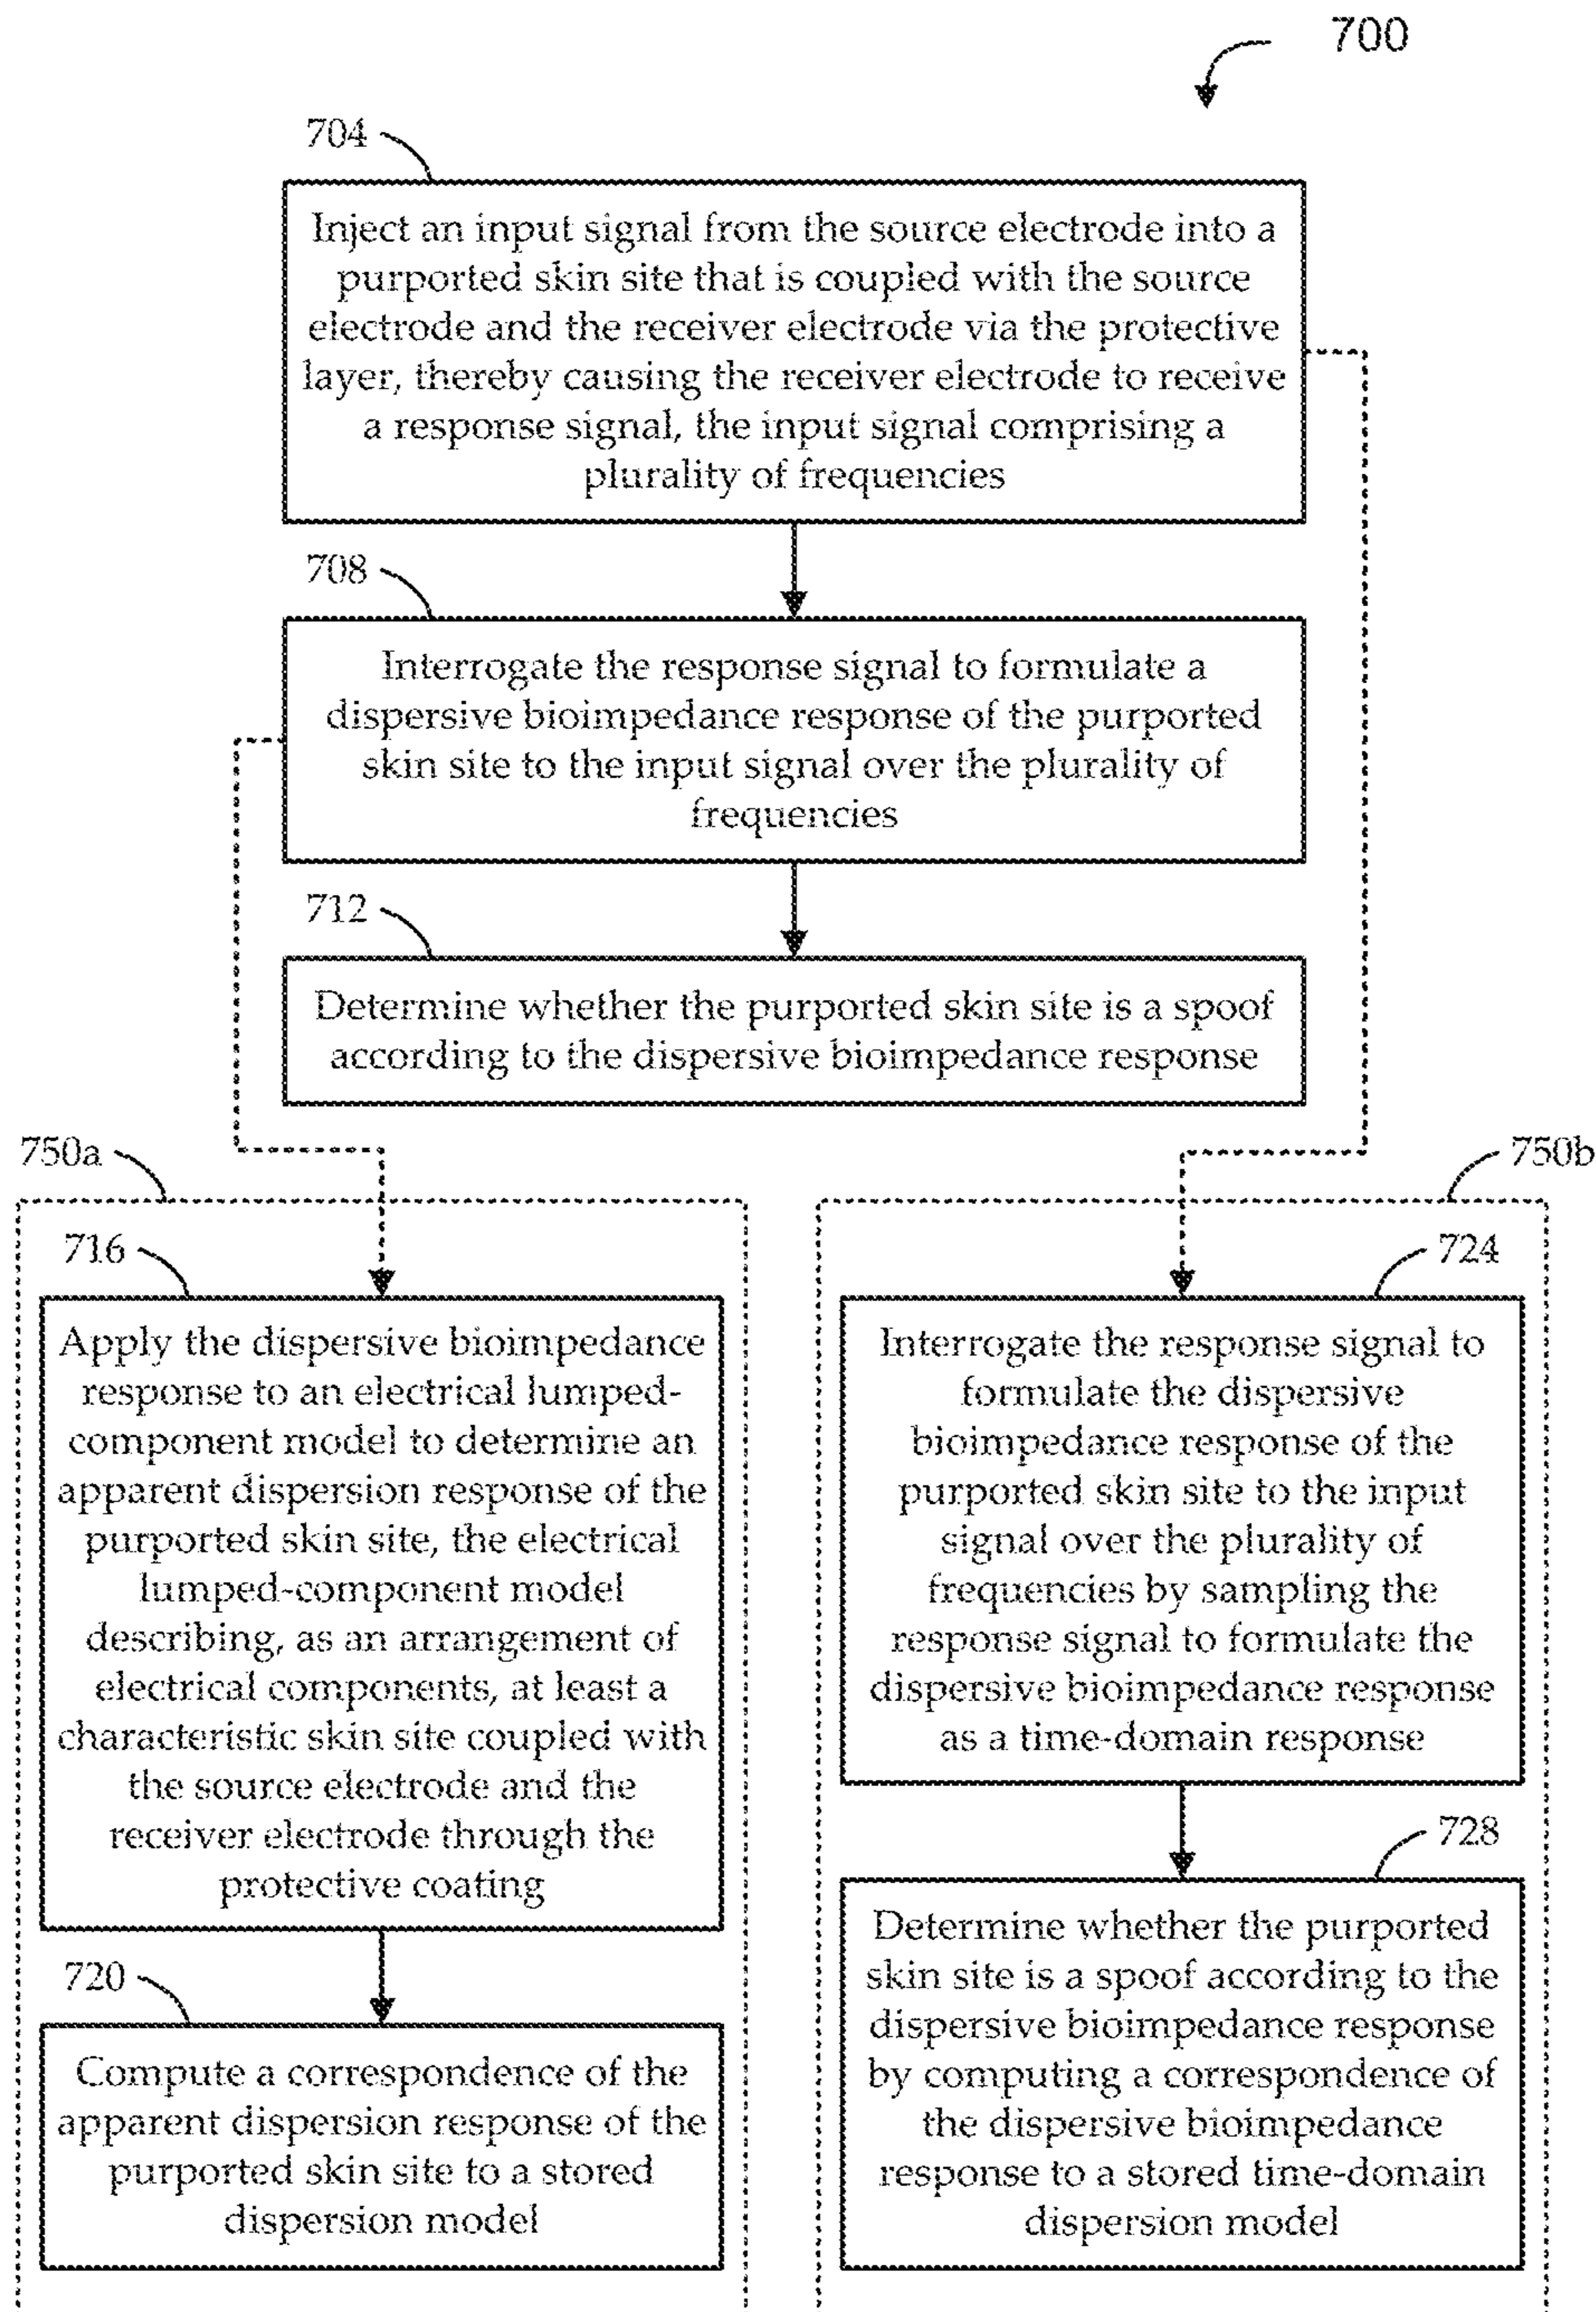 700
704
Inject an input signal from the source electrode into a
purported skin site that is coupled with the source
electrode and the receiver electrode via the protective
layer, thereby causing the receiver electrode to receive
a response signal, the input signal comprising a
plurality of frequencies
708
Interrogate the response signal to formulate a
dispersive bioimpedance response of the purported
skin site to the input signal over the plurality of
frequencies
712
Determine whether the purported skin site is a spoof
according to the dispersive bioimpedance response
750a
716
Apply the dispersive bioimpedance
response to an electrical lumped-
component model to determine an
apparent dispersion response of the
purported skin site, the electrical
lumped-component model
describing, as an arrangement of
electrical components, at least a
characteristic skin site coupled with
the source electrode and the
receiver electrode through the
protective coating
720
Compute a correspondence of the
apparent dispersion response of the
purported skin site to a stored
dispersion model
750b
724
Interrogate the response signal to
formulate the dispersive
bioimpedance response of the
purported skin site to the input
signal over the plurality of
frequencies by sampling the
response signal to formulate the
dispersive bioimpedance response
as a time-domain response
728
Determine whether the purported
skin site is a spoof according to the
dispersive bioimpedance response
by computing a correspondence of
the dispersive bioimpedance
response to a stored time-domain
dispersion model